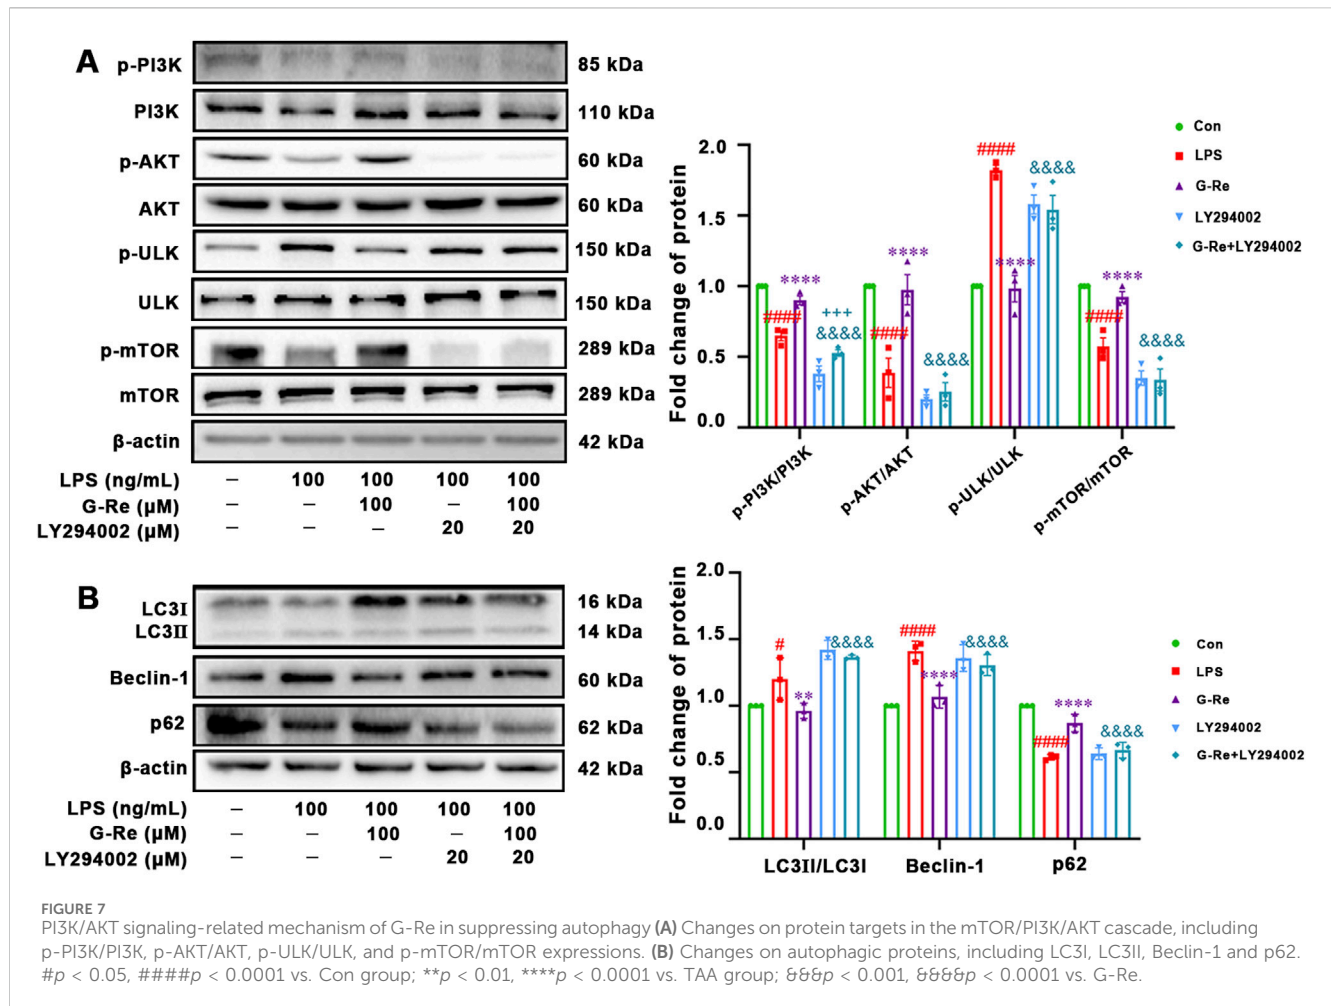 A
p-PI3K
85 kDa
PI3K
110 kDa
p-AKT
60 kDa
AKT
60 kDa
p-ULK
150 kDa
ULK
150 kDa
p-mTOR
289 kDa
mTOR
289 kDa
β-actin
42 kDa
LPS (ng/mL) – 100 100 100 100
G-Re (µM) – – 100 – 100
LY294002 (µM) – – – 20 20
Fold change of protein
2.0
1.5
1.0
0.5
0.0
####
****
####
+++
&&&&
####
****
&&&&
####
****
&&&&
####
****
&&&&
p-PI3K/PI3K
p-AKT/AKT
p-ULK/ULK
p-mTOR/mTOR
Con
LPS
G-Re
LY294002
G-Re+LY294002
B
LC3I
16 kDa
LC3II
14 kDa
Beclin-1
60 kDa
p62
62 kDa
β-actin
42 kDa
LPS (ng/mL) – 100 100 100 100
G-Re (µM) – – 100 – 100
LY294002 (µM) – – – 20 20
Fold change of protein
2.0
1.5
1.0
0.5
0.0
#
**
&&&&
####
****
&&&&
####
****
&&&&
LC3II/LC3I
Beclin-1
p62
Con
LPS
G-Re
LY294002
G-Re+LY294002
FIGURE 7
PI3K/AKT signaling-related mechanism of G-Re in suppressing autophagy (A) Changes on protein targets in the mTOR/PI3K/AKT cascade, including
p-PI3K/PI3K, p-AKT/AKT, p-ULK/ULK, and p-mTOR/mTOR expressions. (B) Changes on autophagic proteins, including LC3I, LC3II, Beclin-1 and p62.
#p < 0.05, ####p < 0.0001 vs. Con group; **p < 0.01, ****p < 0.0001 vs. TAA group; &&&p < 0.001, &&&&p < 0.0001 vs. G-Re.